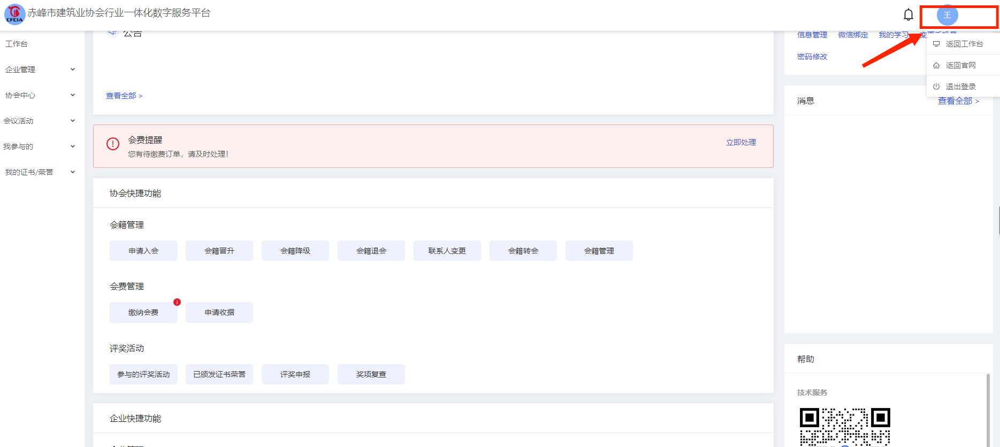 CFCIA
赤峰市建筑业协会行业一体化数字服务平台
王
工作台
企业管理
协会中心
会议活动
我参与的
我的证书/荣誉
公告
查看全部 >
会费提醒
您有待缴费订单，请及时处理！
立即处理
协会快捷功能
会籍管理
申请入会 会籍晋升 会籍降级 会籍退会 联系人变更 会籍转会 会籍管理
会费管理
缴纳会费 申请收据
评奖活动
参与的评奖活动 已颁发证书荣誉 评奖申报 奖项复查
企业快捷功能
信息管理 微信绑定 我的学习
密码修改
返回工作台
返回官网
退出登录
消息
查看全部 >
帮助
技术服务